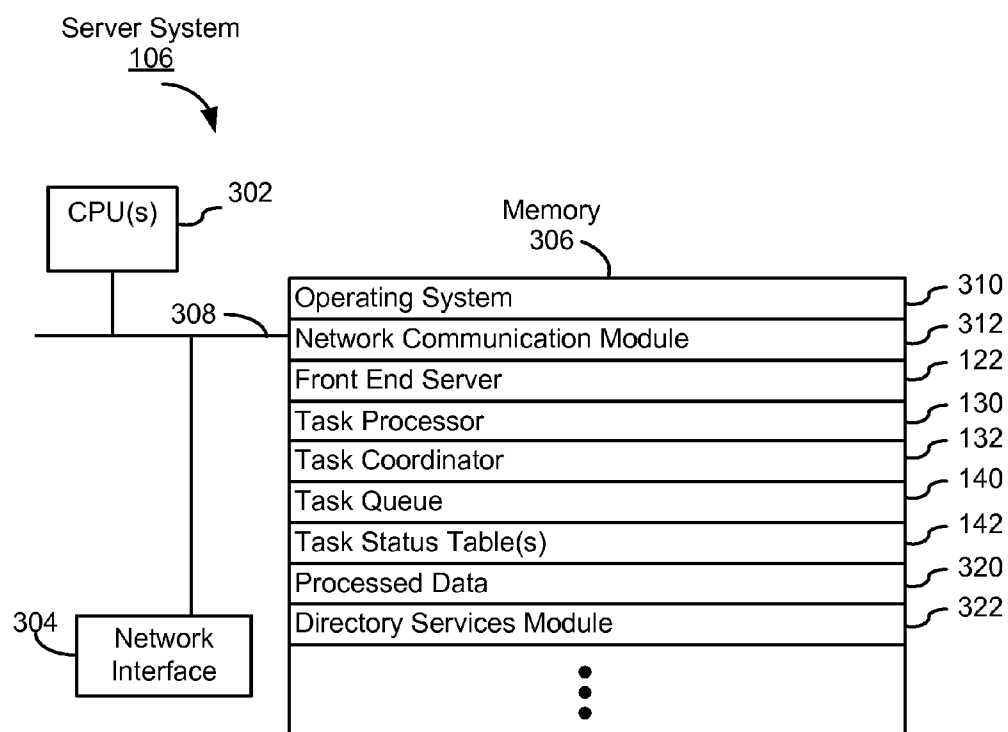 Server System
106
CPU(s)
302
Memory
306
308
Operating System
310
Network Communication Module
312
Front End Server
122
Task Processor
130
Task Coordinator
132
Task Queue
140
Task Status Table(s)
142
Processed Data
320
Directory Services Module
322
304
Network
Interface